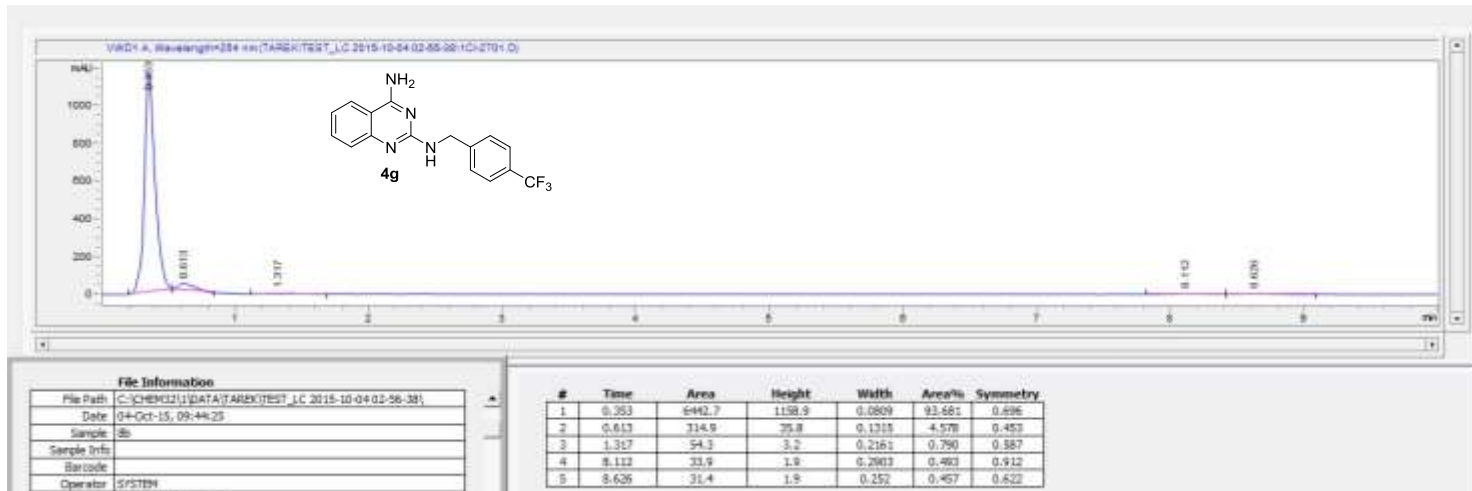 VWD1 A, Wavelength=254 nm (TAREK\TEST_LC 2015-10-04 02-56-38\1CI-2701.D)
mAU
1000
800
600
400
200
0
0.613
1.317
8.112
8.626
1 2 3 4 5 6 7 8 9 min
NH2
N
N
N
H
CF3
4g
File Information
File Path C:\CHEM32\1\DATA\TAREK\TEST_LC 2015-10-04 02-56-38\
Date 04-Oct-15, 09:44:25
Sample 8b
Sample Info
Barcode
Operator SYSTEM
# Time Area Height Width Area% Symmetry
1 0.353 6442.7 1158.9 0.0809 93.681 0.696
2 0.613 314.9 35.8 0.1315 4.578 0.453
3 1.317 54.3 3.2 0.2161 0.790 0.587
4 8.112 33.9 1.9 0.2903 0.493 0.912
5 8.626 31.4 1.9 0.252 0.457 0.622